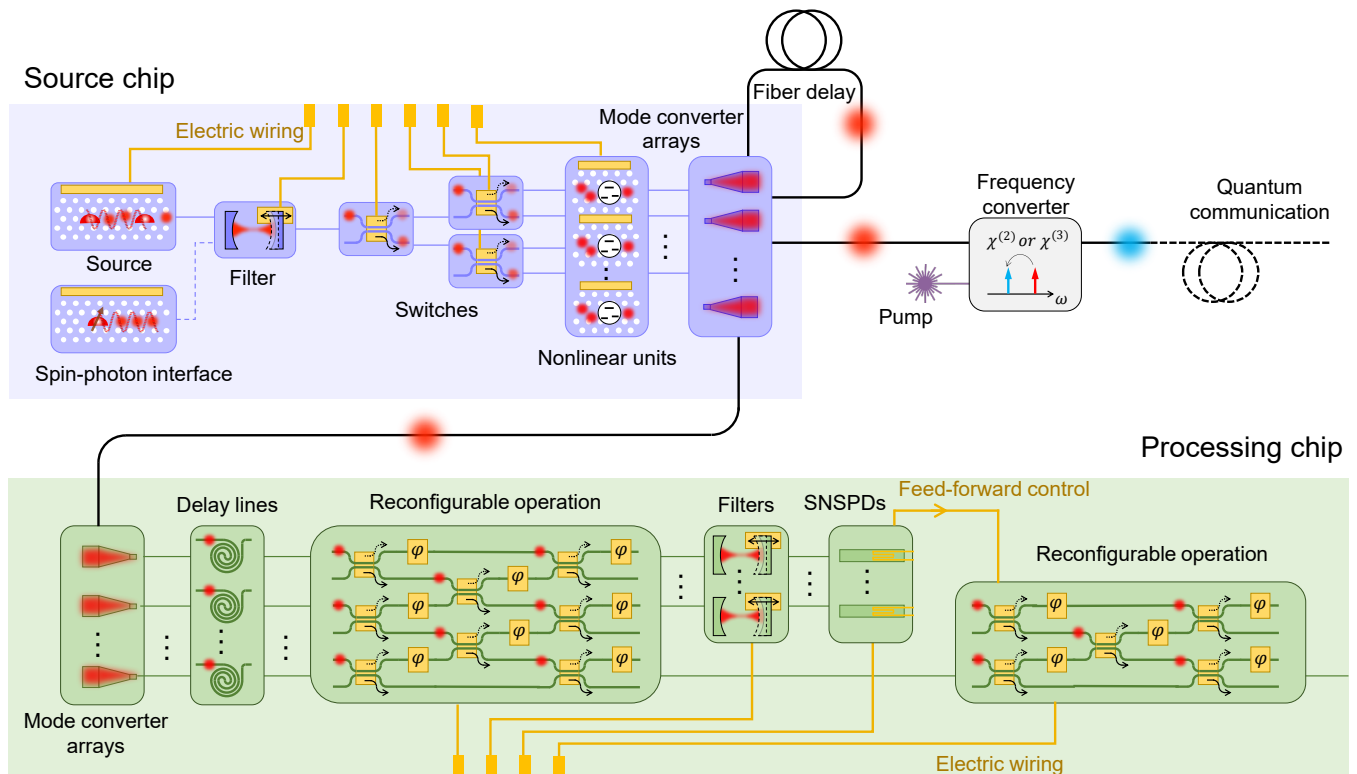 Source chip
Fiber delay
Electric wiring
Mode converter
arrays
Source
Filter
Switches
Nonlinear units
Spin-photon interface
Frequency
converter
χ⁽²⁾ or χ⁽³⁾
ω
Pump
Quantum
communication
Processing chip
Delay lines
Reconfigurable operation
Filters
SNSPDs
Feed-forward control
Reconfigurable operation
φ φ
φ
φ φ
φ
φ φ
φ φ
φ
φ φ
Mode converter
arrays
Electric wiring